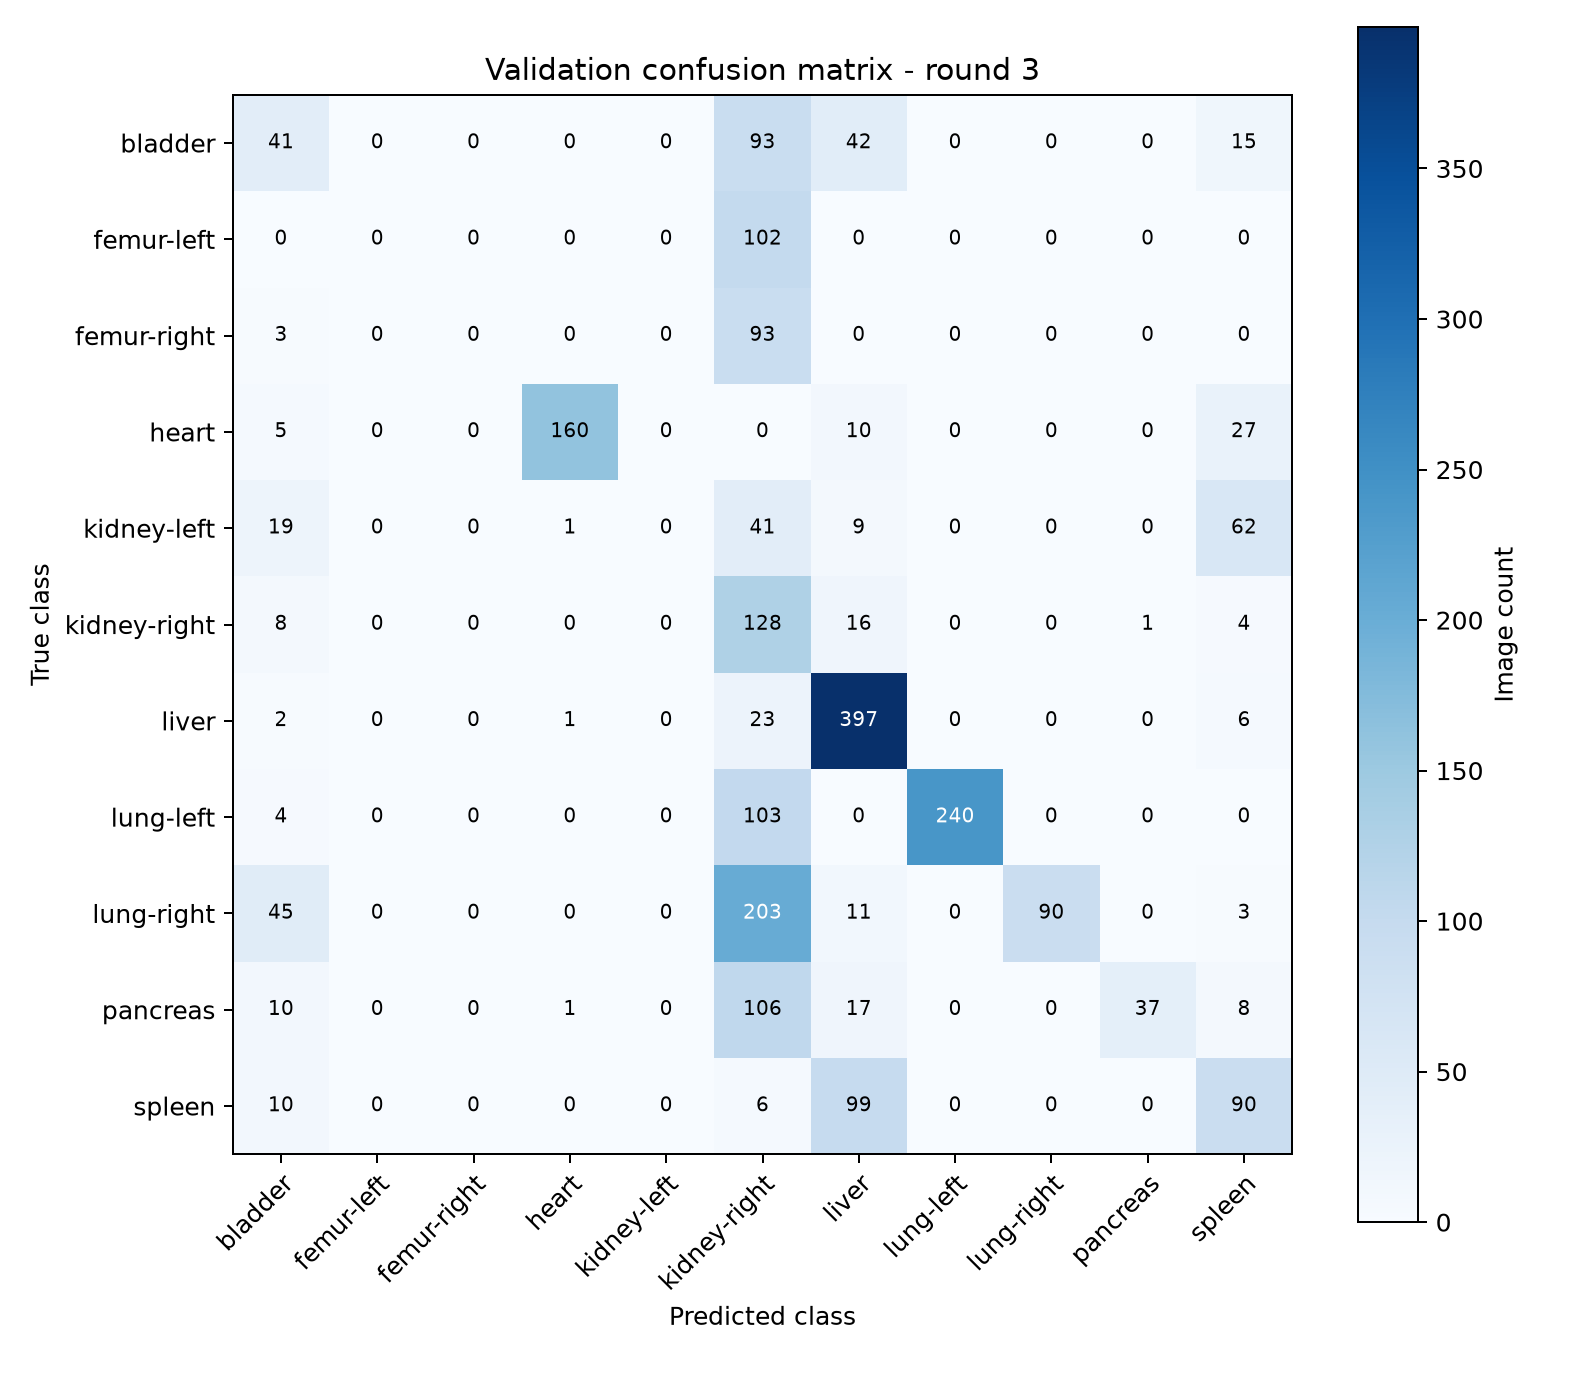 Validation confusion matrix - round 3
bladder 41 0 0 0 0 93 42 0 0 0 15
femur-left 0 0 0 0 0 102 0 0 0 0 0
femur-right 3 0 0 0 0 93 0 0 0 0 0
heart 5 0 0 160 0 0 10 0 0 0 27
kidney-left 19 0 0 1 0 41 9 0 0 0 62
kidney-right 8 0 0 0 0 128 16 0 0 1 4
liver 2 0 0 1 0 23 397 0 0 0 6
lung-left 4 0 0 0 0 103 0 240 0 0 0
lung-right 45 0 0 0 0 203 11 0 90 0 3
pancreas 10 0 0 1 0 106 17 0 0 37 8
spleen 10 0 0 0 0 6 99 0 0 0 90
True class
bladder femur-left femur-right heart kidney-left kidney-right liver lung-left lung-right pancreas spleen
Predicted class
350
300
250
200
150
100
50
0
Image count